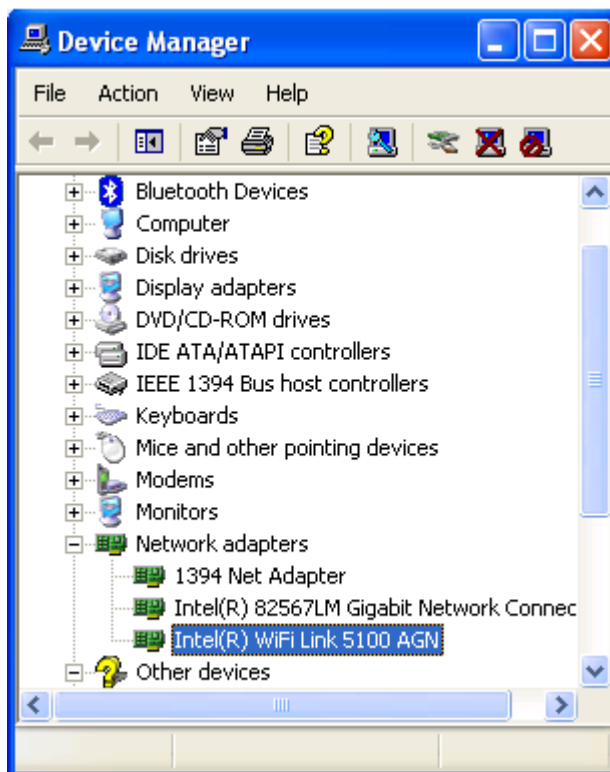 Device Manager
File Action View Help
Bluetooth Devices
Computer
Disk drives
Display adapters
DVD/CD-ROM drives
IDE ATA/ATAPI controllers
IEEE 1394 Bus host controllers
Keyboards
Mice and other pointing devices
Modems
Monitors
Network adapters
1394 Net Adapter
Intel(R) 82567LM Gigabit Network Connec
Intel(R) WiFi Link 5100 AGN
Other devices